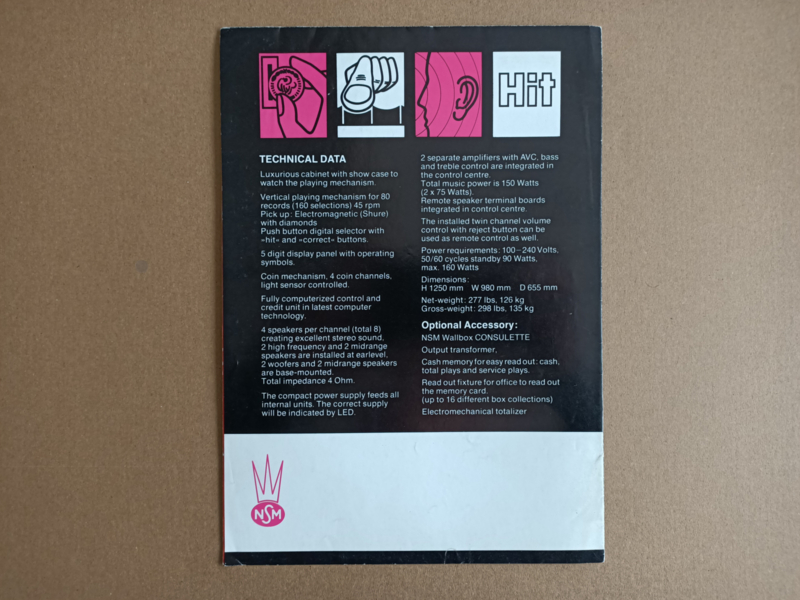 Hit
TECHNICAL DATA
Luxurious cabinet with show case to
watch the playing mechanism.
Vertical playing mechanism for 80
records (160 selections) 45 rpm
Pick up: Electromagnetic (Shure)
with diamonds
Push button digital selector with
»hit« and »correct« buttons.
5 digit display panel with operating
symbols.
Coin mechanism, 4 coin channels,
light sensor controlled.
Fully computerized control and
credit unit in latest computer
technology.
4 speakers per channel (total 8)
creating excellent stereo sound,
2 high frequency and 2 midrange
speakers are installed at earlevel,
2 woofers and 2 midrange speakers
are base-mounted.
Total impedance 4 Ohm.
The compact power supply feeds all
internal units. The correct supply
will be indicated by LED.
2 separate amplifiers with AVC, bass
and treble control are integrated in
the control centre.
Total music power is 150 Watts
(2 x 75 Watts).
Remote speaker terminal boards
integrated in control centre.
The installed twin channel volume
control with reject button can be
used as remote control as well.
Power requirements: 100–240 Volts,
50/60 cycles standby 90 Watts,
max. 160 Watts
Dimensions:
H 1250 mm W 980 mm D 655 mm
Net-weight: 277 lbs, 126 kg
Gross-weight: 298 lbs, 135 kg
Optional Accessory:
NSM Wallbox CONSULETTE
Output transformer,
Cash memory for easy read out: cash,
total plays and service plays.
Read out fixture for office to read out
the memory card.
(up to 16 different box collections)
Electromechanical totalizer
NSM